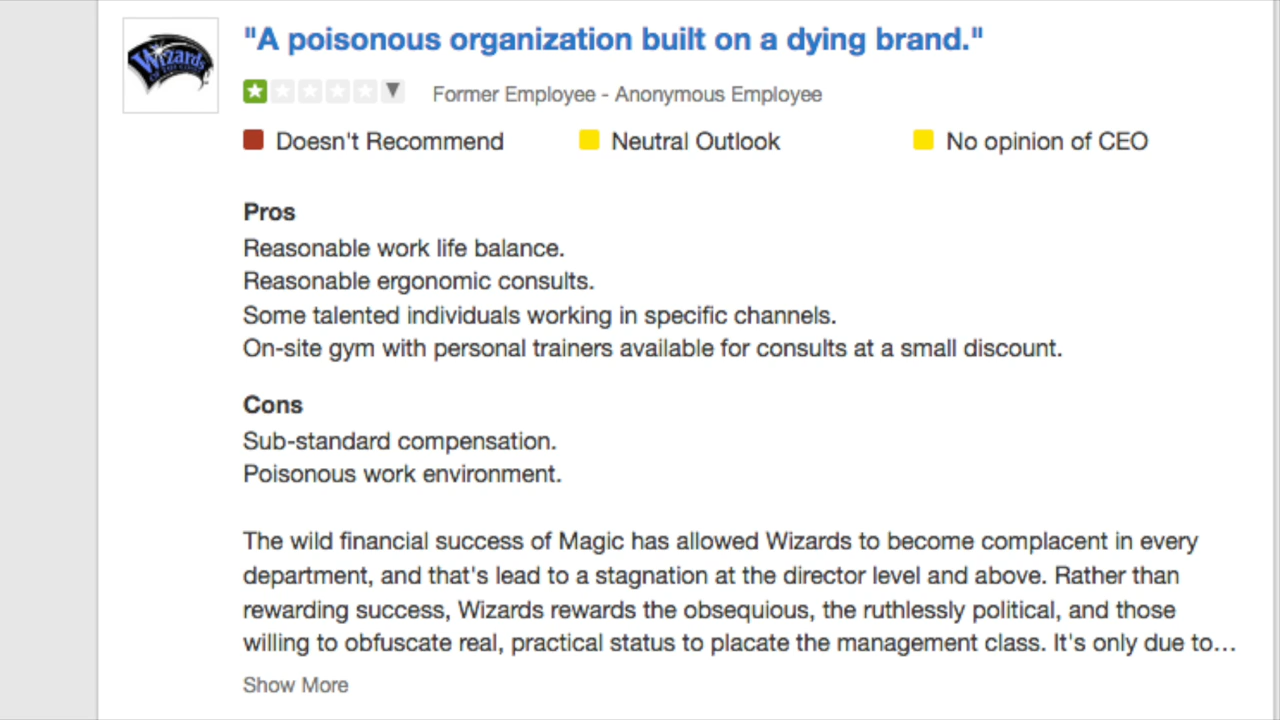 Wizards
OF THE COAST
"A poisonous organization built on a dying brand."
Former Employee - Anonymous Employee
Doesn't Recommend
Neutral Outlook
No opinion of CEO
Pros
Reasonable work life balance.
Reasonable ergonomic consults.
Some talented individuals working in specific channels.
On-site gym with personal trainers available for consults at a small discount.
Cons
Sub-standard compensation.
Poisonous work environment.
The wild financial success of Magic has allowed Wizards to become complacent in every
department, and that's lead to a stagnation at the director level and above. Rather than
rewarding success, Wizards rewards the obsequious, the ruthlessly political, and those
willing to obfuscate real, practical status to placate the management class. It's only due to...
Show More